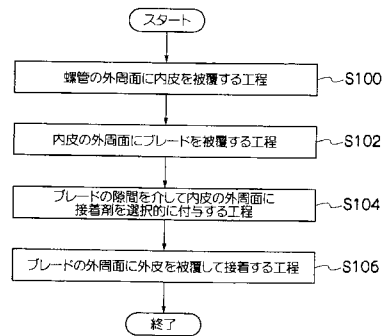 スタート
螺管の外周面に内皮を被覆する工程
S100
内皮の外周面にブレードを被覆する工程
S102
ブレードの隙間を介して内皮の外周面に
接着剤を選択的に付与する工程
S104
ブレードの外周面に外皮を被覆して接着する工程
S106
終了